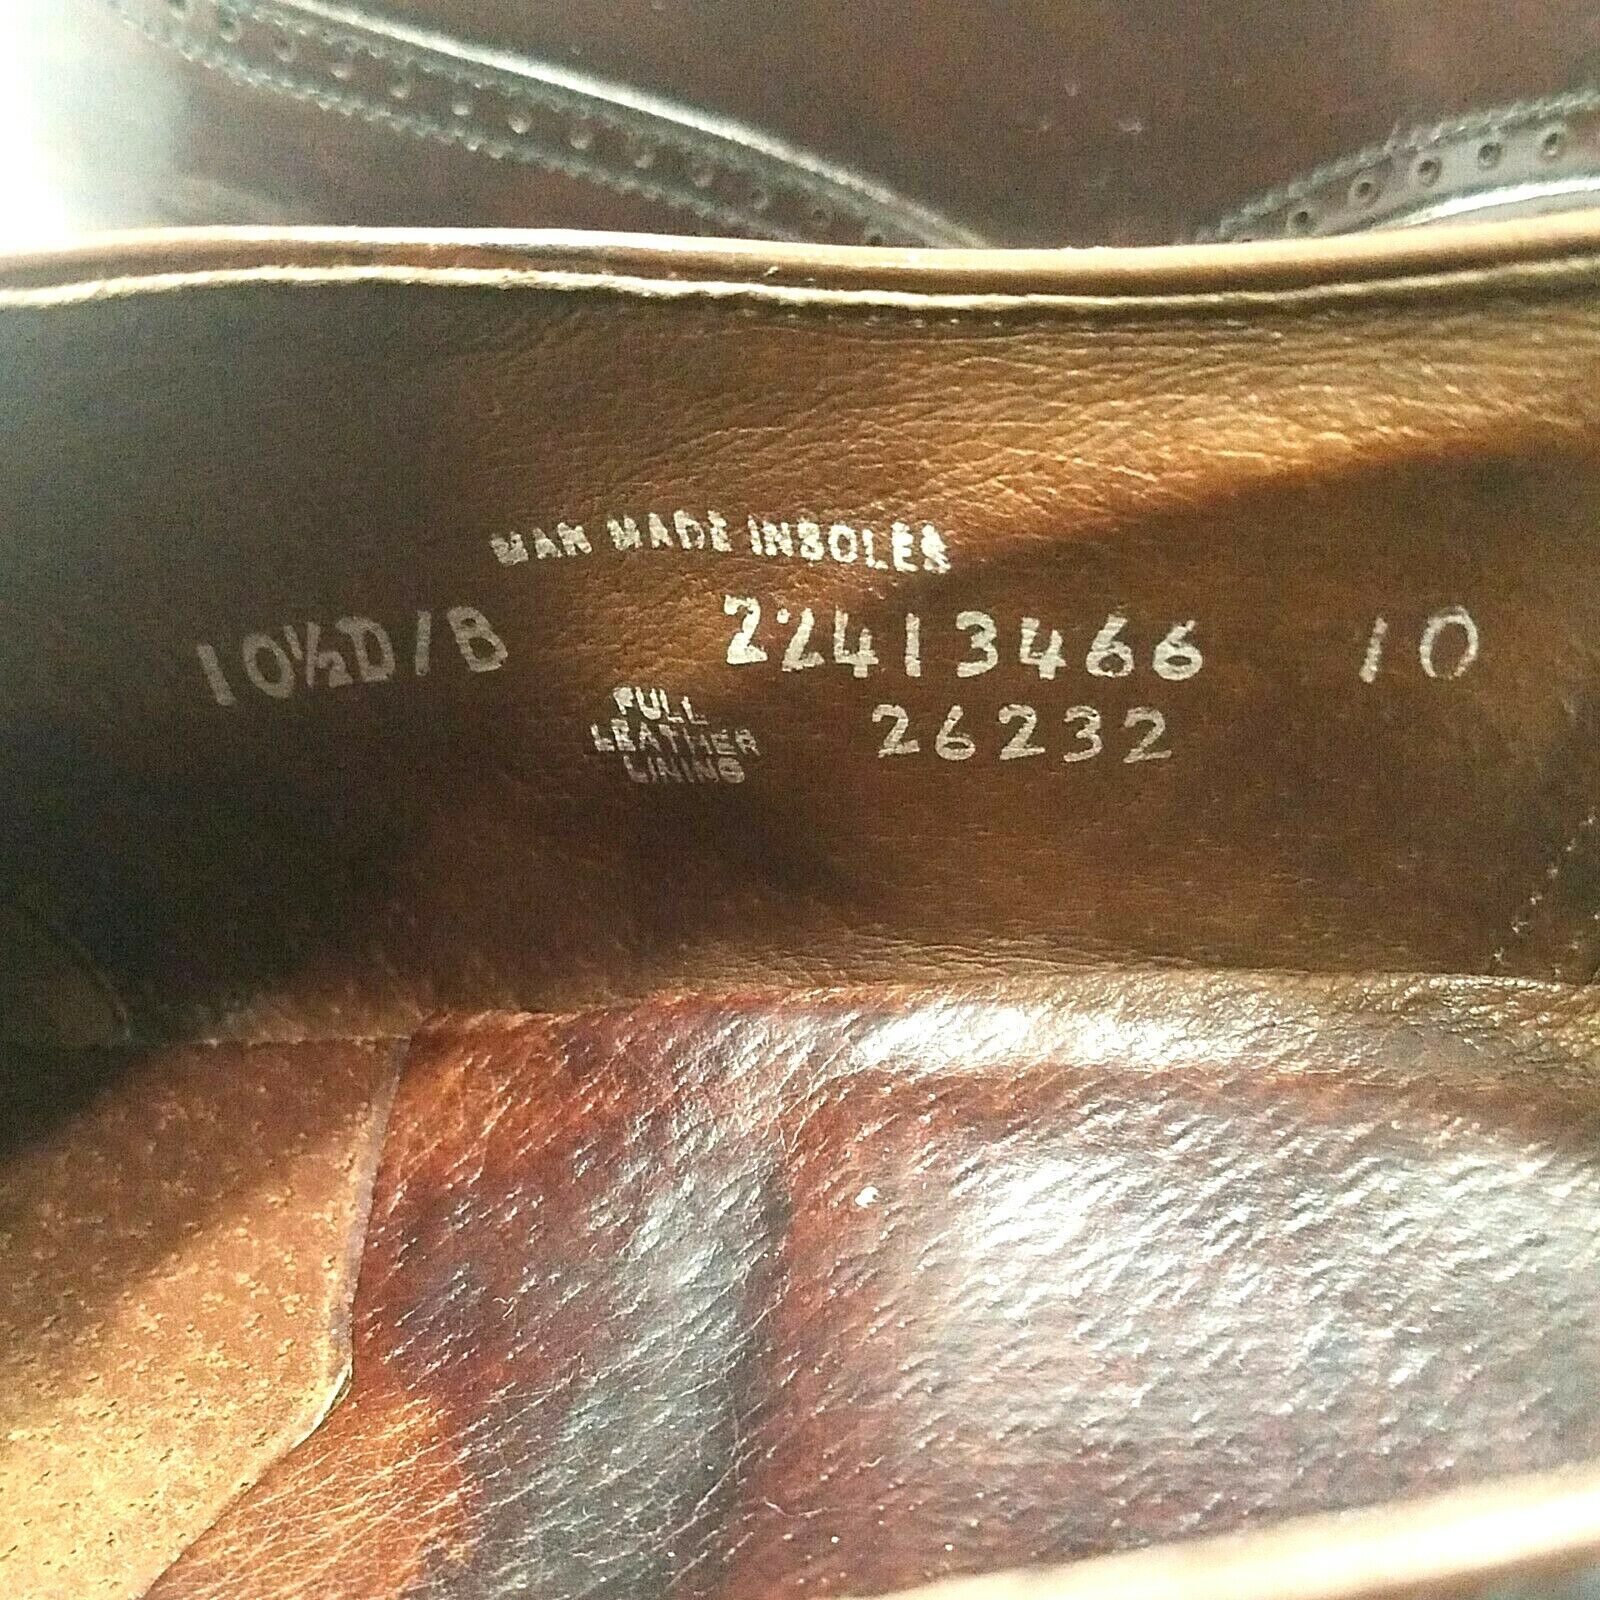 MAN MADE INSOLES
10½D/B 22413466 10
FULL
LEATHER
LINING
26232